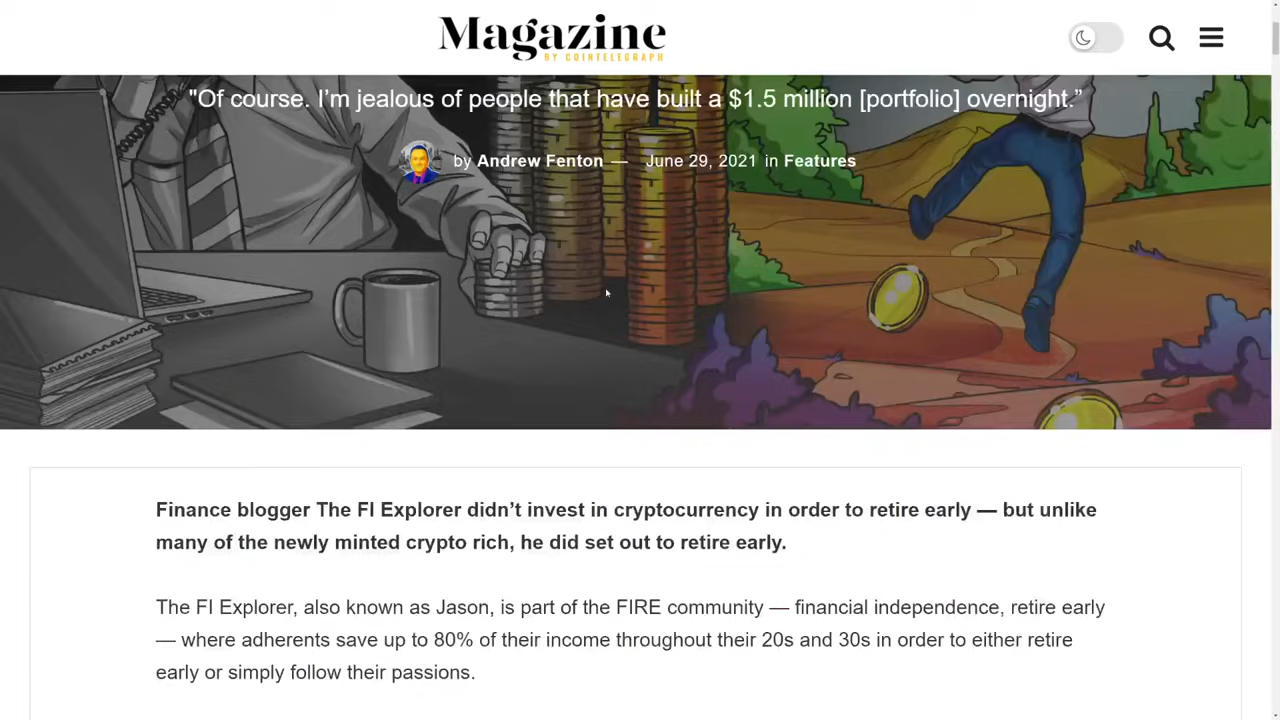 Magazine
BY COINTELEGRAPH
"Of course. I’m jealous of people that have built a $1.5 million [portfolio] overnight.”
by Andrew Fenton — June 29, 2021 in Features
Finance blogger The FI Explorer didn’t invest in cryptocurrency in order to retire early — but unlike
many of the newly minted crypto rich, he did set out to retire early.
The FI Explorer, also known as Jason, is part of the FIRE community — financial independence, retire early
— where adherents save up to 80% of their income throughout their 20s and 30s in order to either retire
early or simply follow their passions.